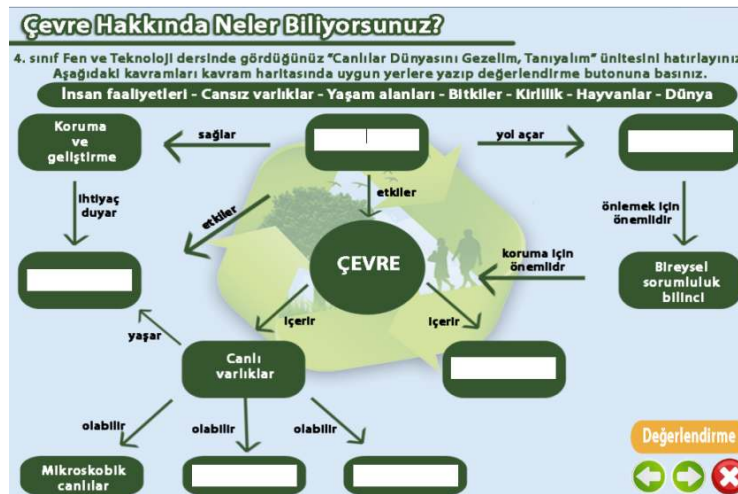 Çevre Hakkında Neler Biliyorsunuz?
4. sınıf Fen ve Teknoloji dersinde gördüğünüz "Canlılar Dünyasını Gezelim, Tanıyalım" ünitesini hatırlayınız
Aşağıdaki kavramları kavram haritasında uygun yerlere yazıp değerlendirme butonuna basınız.
İnsan faaliyetleri - Cansız varlıklar - Yaşam alanları - Bitkiler - Kirlilik - Hayvanlar - Dünya
Koruma
ve
geliştirme
sağlar
yol açar
ihtiyaç
duyar
etkiler
etkiler
önlemek için
önemlidir
ÇEVRE
koruma için
önemlidr
Bireysel
sorumluluk
bilinci
yaşar
içerir
içerir
Canlı
varlıklar
olabilir
olabilir
olabilir
Mikroskobik
canlılar
Değerlendirme